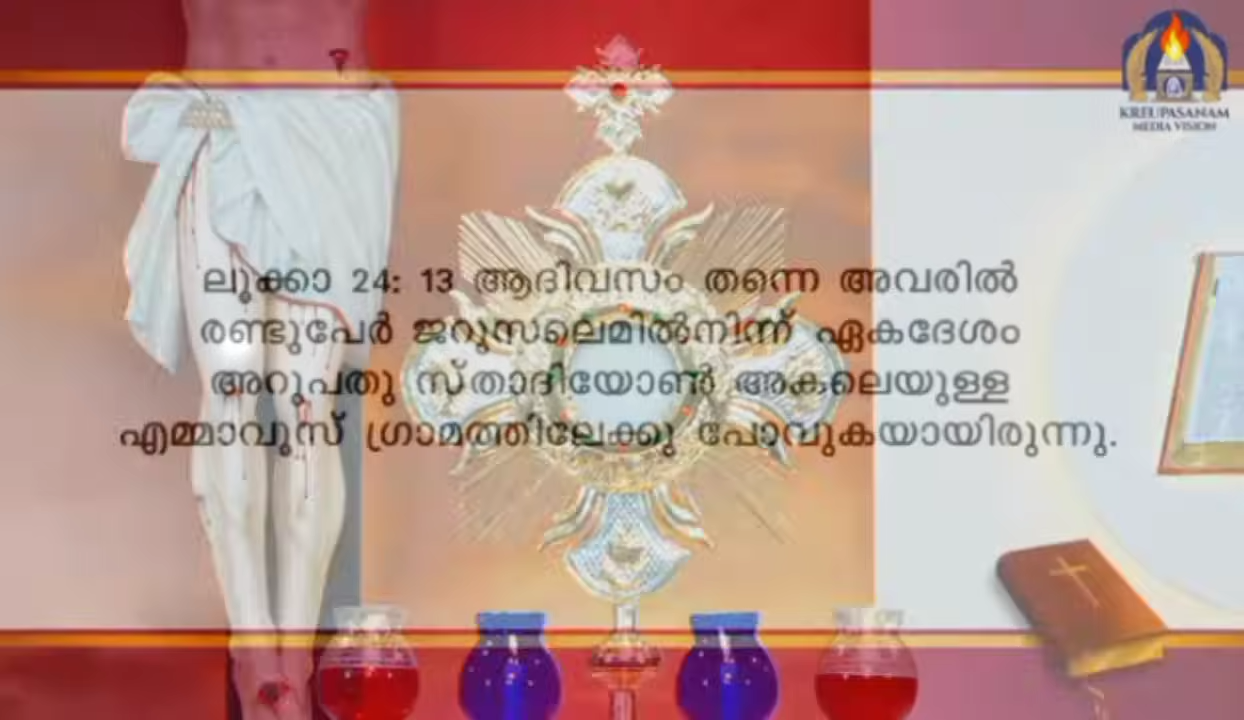 KREUPASANAM
MEDIA VISION
ലൂക്കാ 24: 13 ആദിവസം തന്നെ അവരിൽ
രണ്ടുപേർ ജറുസലെമിൽനിന്ന് ഏകദേശം
അറുപതു സ്താദിയോൺ അകലെയുള്ള
എമ്മാവൂസ് ഗ്രാമത്തിലേക്കു പോവുകയായിരുന്നു.